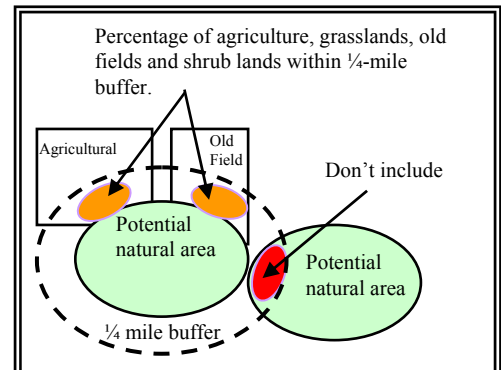 Percentage of agriculture, grasslands, old
fields and shrub lands within ¼-mile
buffer.
Agricultural
Old
Field
Don’t include
Potential
natural area
Potential
natural area
¼ mile buffer